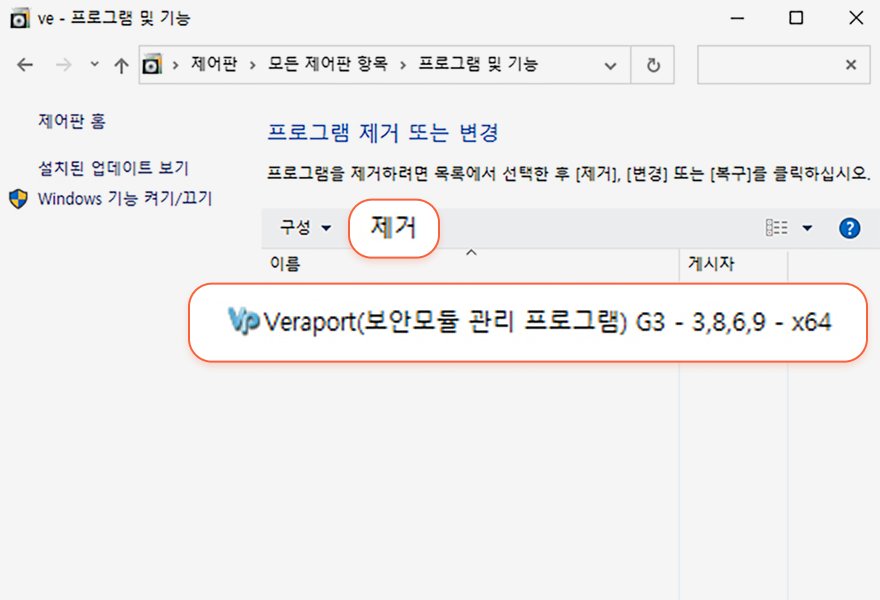 ve - 프로그램 및 기능
제어판 > 모든 제어판 항목 > 프로그램 및 기능
제어판 홈
설치된 업데이트 보기
Windows 기능 켜기/끄기
프로그램 제거 또는 변경
프로그램을 제거하려면 목록에서 선택한 후 [제거], [변경] 또는 [복구]를 클릭하십시오.
구성 제거
이름 게시자
Veraport(보안모듈 관리 프로그램) G3 - 3,8,6,9 - x64